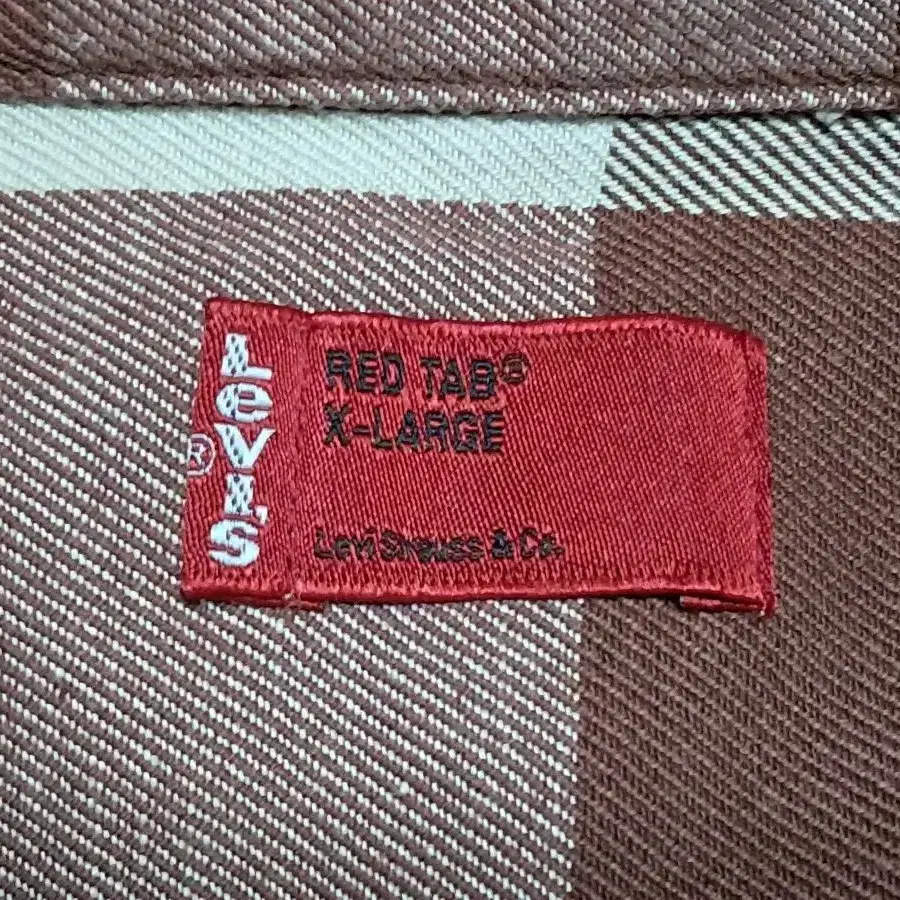 LEVI'S
®
RED TAB®
X-LARGE
Levi Strauss & Co.